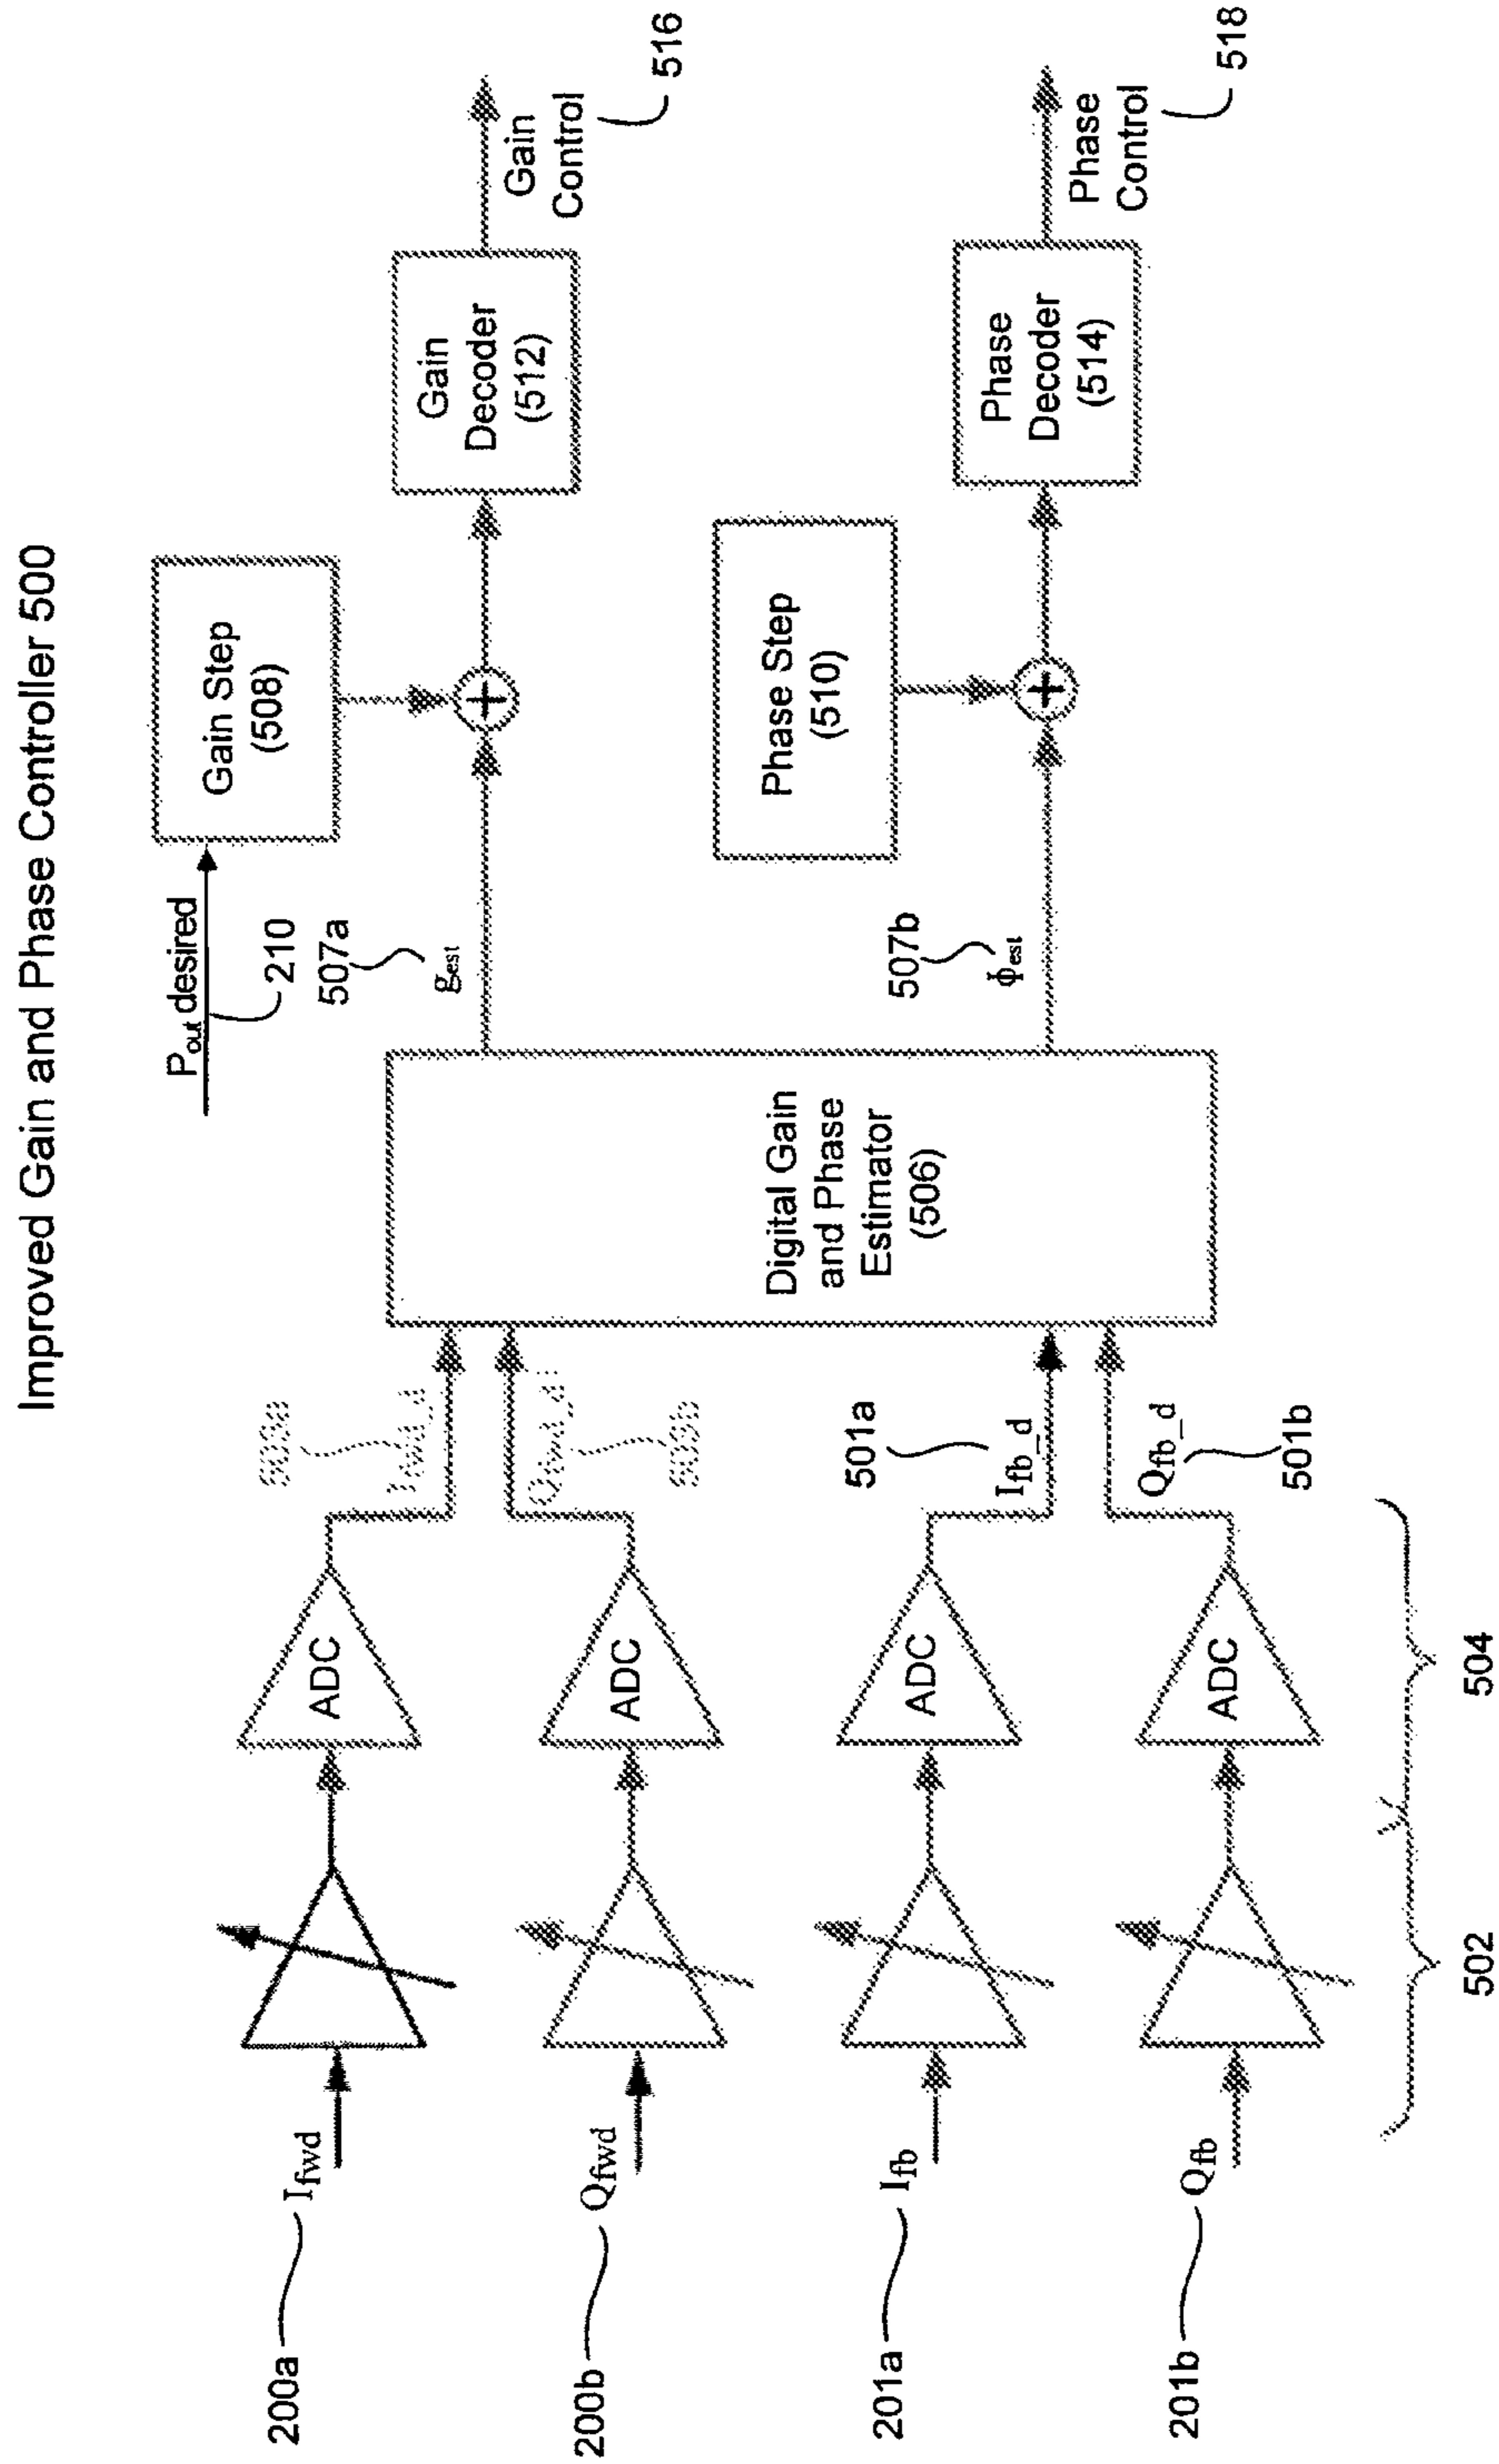 Improved Gain and Phase Controller 500
P_out desired
210
Gain Step
(508)
Gain
Decoder
(512)
Gain
Control
516
507a
g_est
Phase Step
(510)
Phase
Decoder
(514)
Phase
Control
518
507b
ϕ_est
Digital Gain
and Phase
Estimator
(506)
200a
I_fwd
ADC
200b
Q_fwd
ADC
201a
I_fb
ADC
501a
I_fb_d
201b
Q_fb
ADC
Q_fb_d
501b
502
504